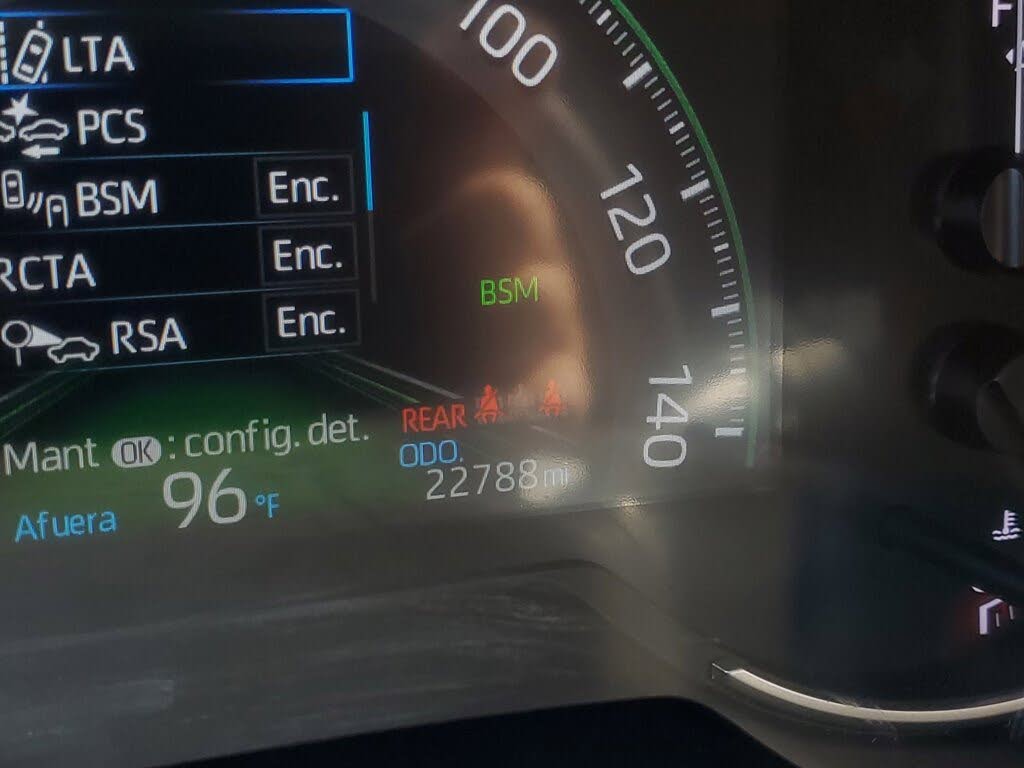 LTA
100
PCS
BSM Enc.
120
RCTA Enc.
BSM
RSA Enc.
140
REAR
Mant OK : config. det.
ODO.
22788 mi
Afuera 96 °F
F